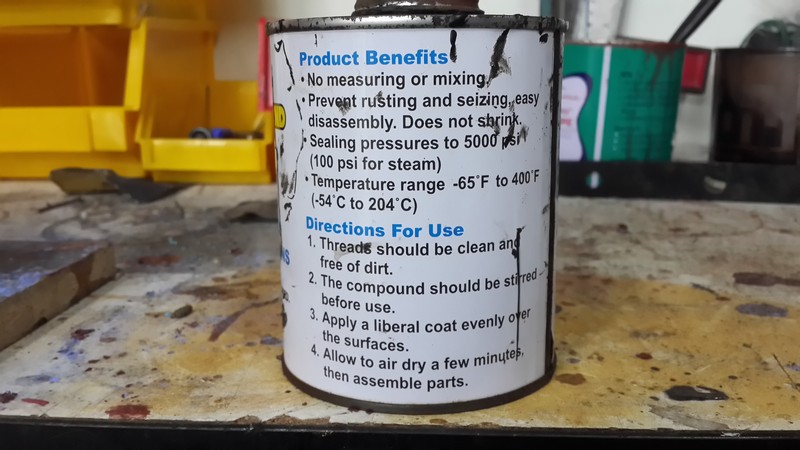 Product Benefits
• No measuring or mixing.
• Prevent rusting and seizing, easy
disassembly. Does not shrink.
• Sealing pressures to 5000 psi
(100 psi for steam)
• Temperature range -65°F to 400°F
(-54°C to 204°C)
Directions For Use
1. Threads should be clean and
free of dirt.
2. The compound should be stirred
before use.
3. Apply a liberal coat evenly over
the surfaces.
4. Allow to air dry a few minutes,
then assemble parts.